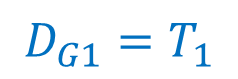 D_{G1} = T_1